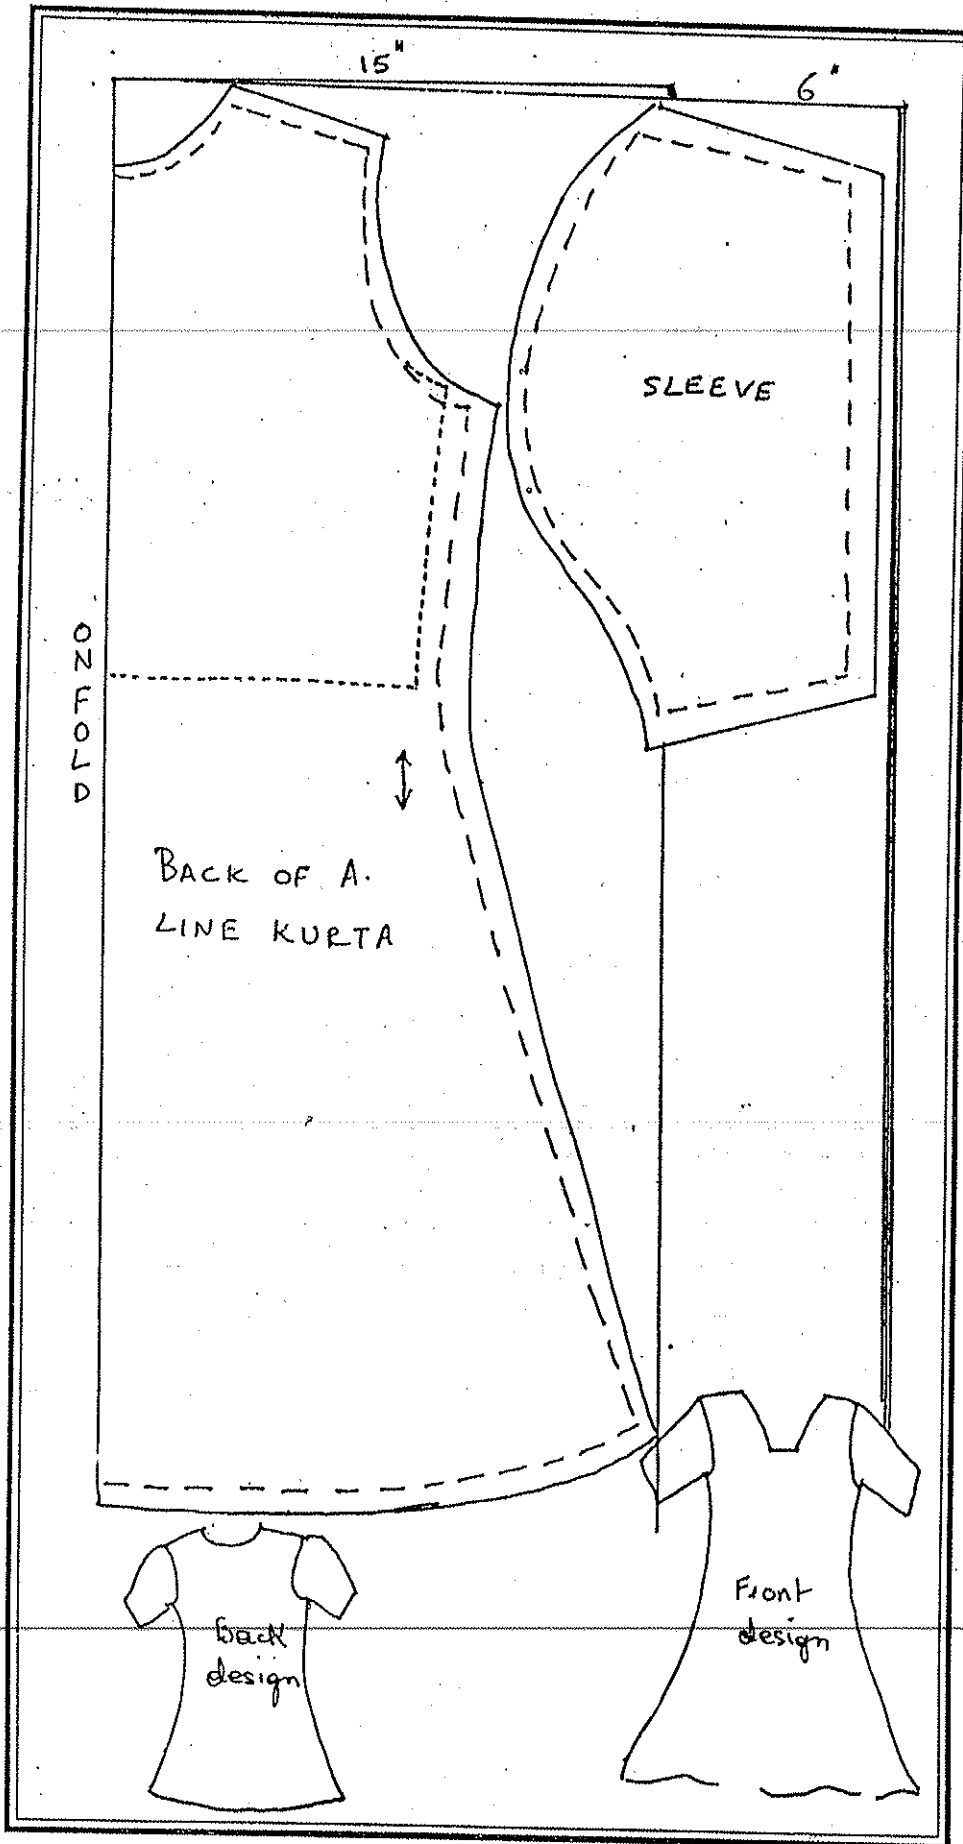 15"
6"
SLEEVE
ON FOLD
BACK OF A.
LINE KURTA
Front
design
back
design